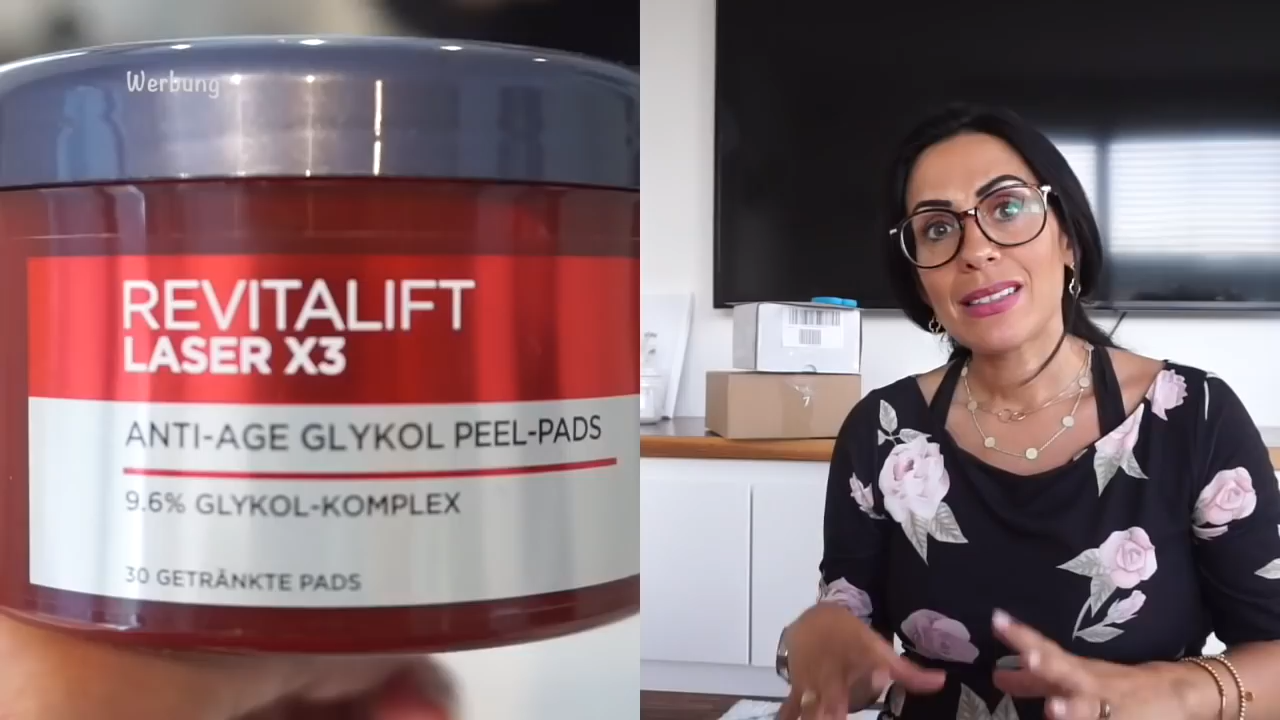 Werbung
REVITALIFT
LASER X3
ANTI-AGE GLYKOL PEEL-PADS
9.6% GLYKOL-KOMPLEX
30 GETRÄNKTE PADS